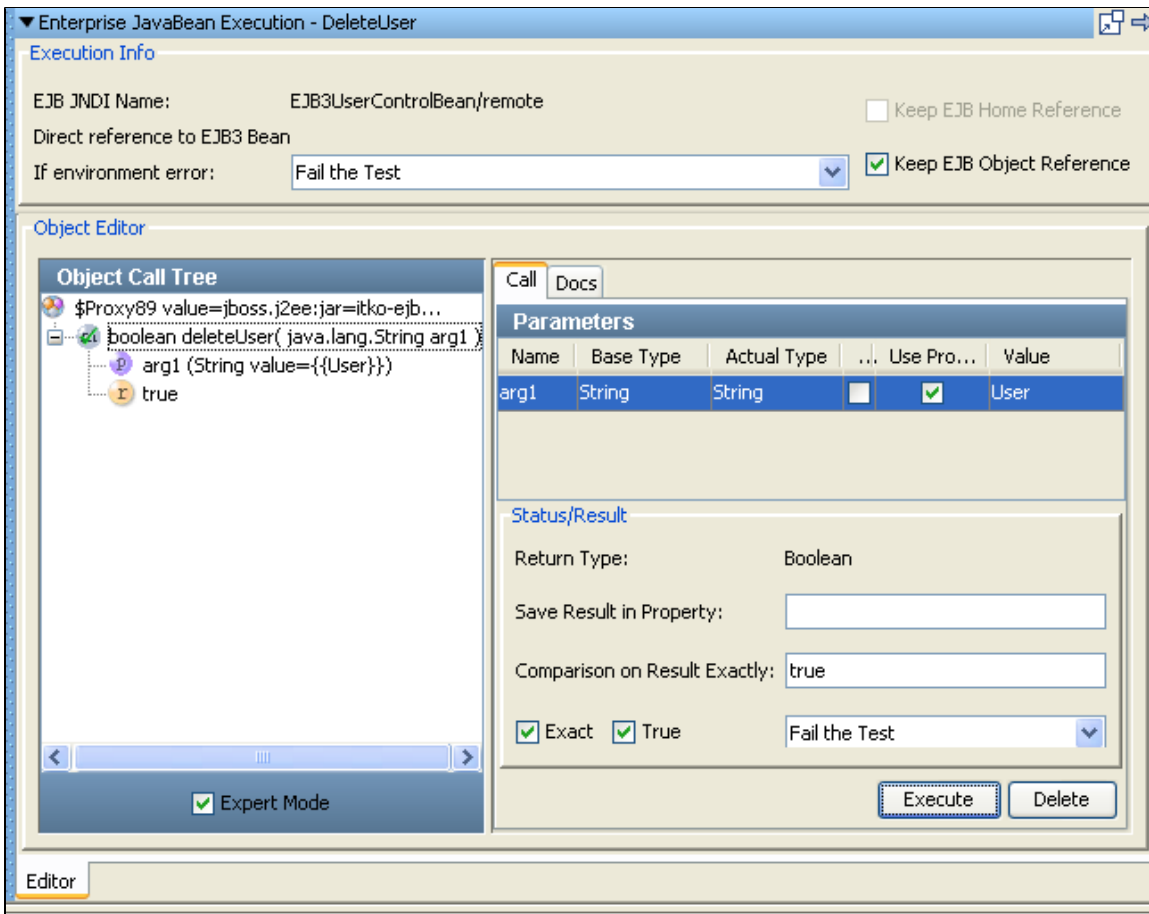 Enterprise JavaBean Execution - DeleteUser
Execution Info
EJB JNDI Name: EJB3UserControlBean/remote
Keep EJB Home Reference
Direct reference to EJB3 Bean
If environment error: Fail the Test
Keep EJB Object Reference
Object Editor
Object Call Tree
$Proxy89 value=jboss.j2ee:jar=itko-ejb...
boolean deleteUser( java.lang.String arg1 )
P arg1 (String value={{User}})
r true
Expert Mode
Call Docs
Parameters
Name Base Type Actual Type ... Use Pro... Value
arg1 String String User
Status/Result
Return Type: Boolean
Save Result in Property:
Comparison on Result Exactly: true
Exact True Fail the Test
Execute Delete
Editor